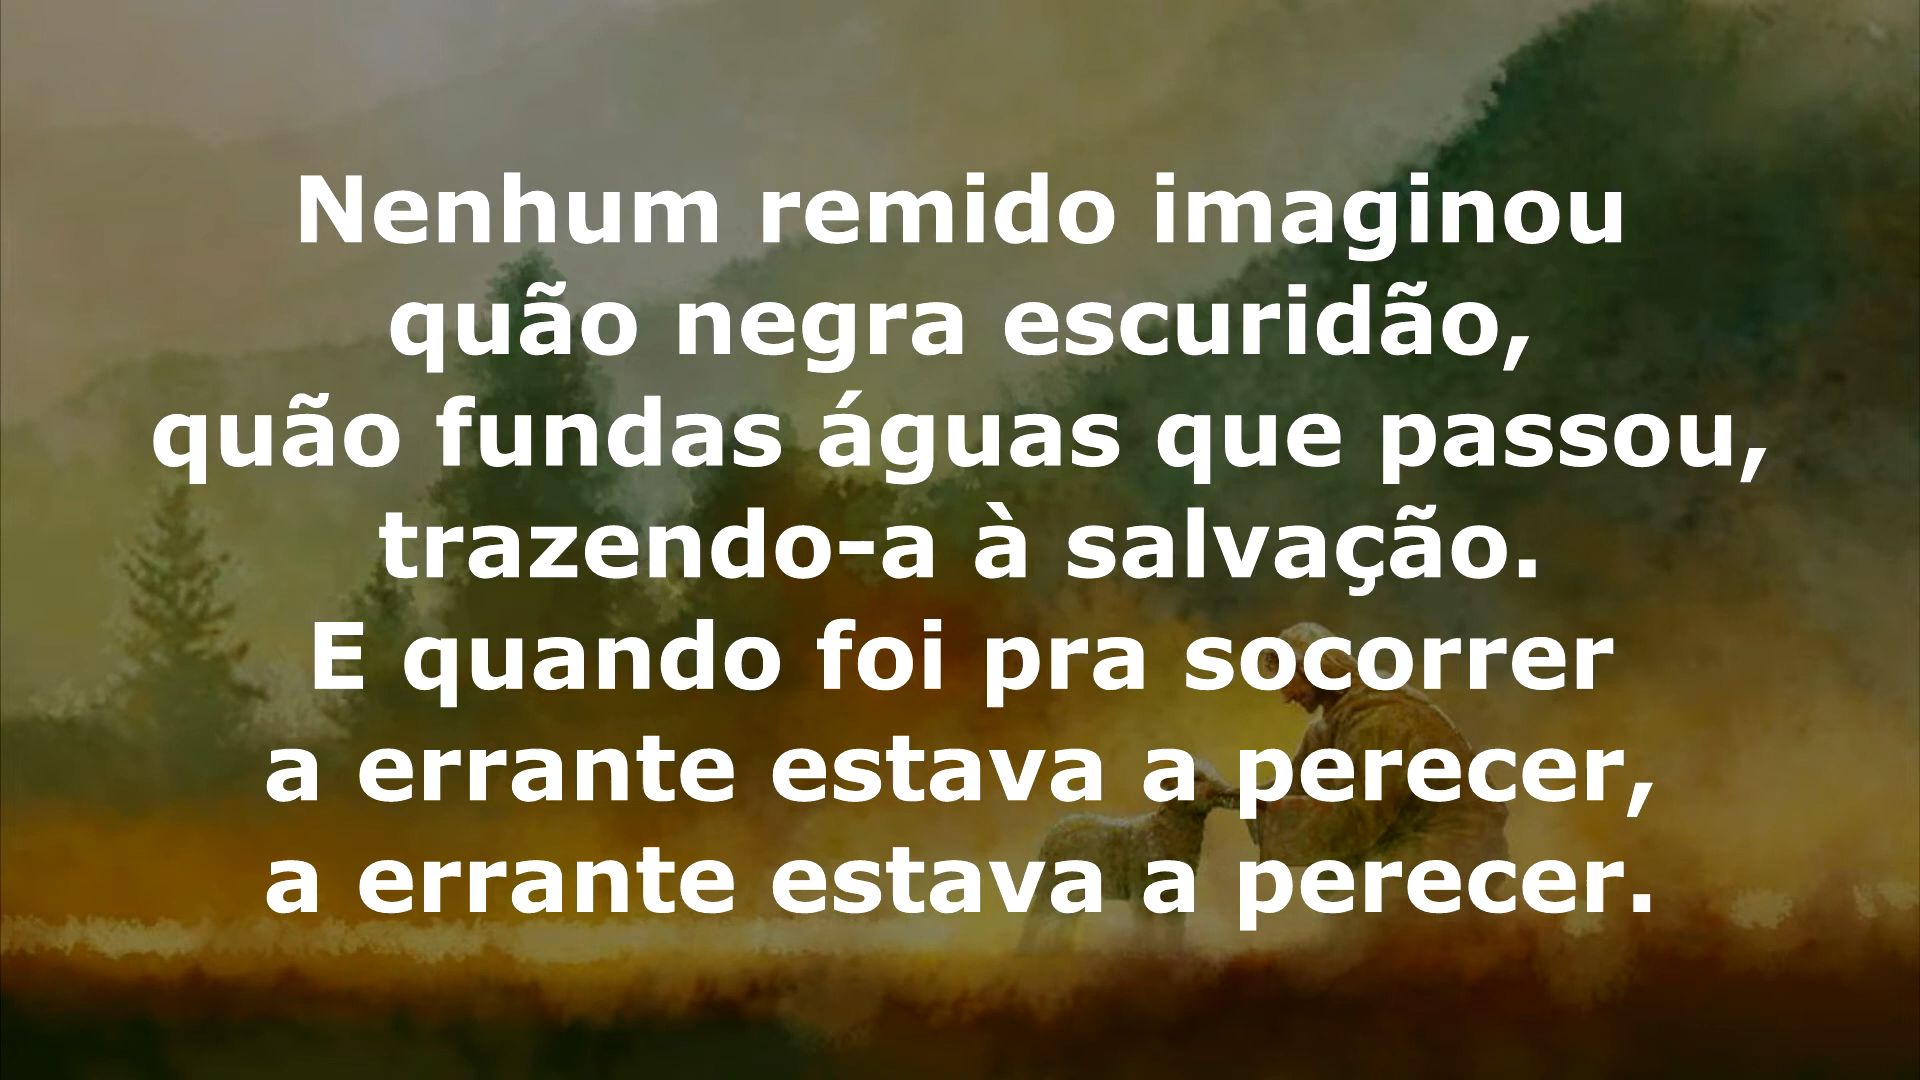 Nenhum remido imaginou
quão negra escuridão,
quão fundas águas que passou,
trazendo-a à salvação.
E quando foi pra socorrer
a errante estava a perecer,
a errante estava a perecer.